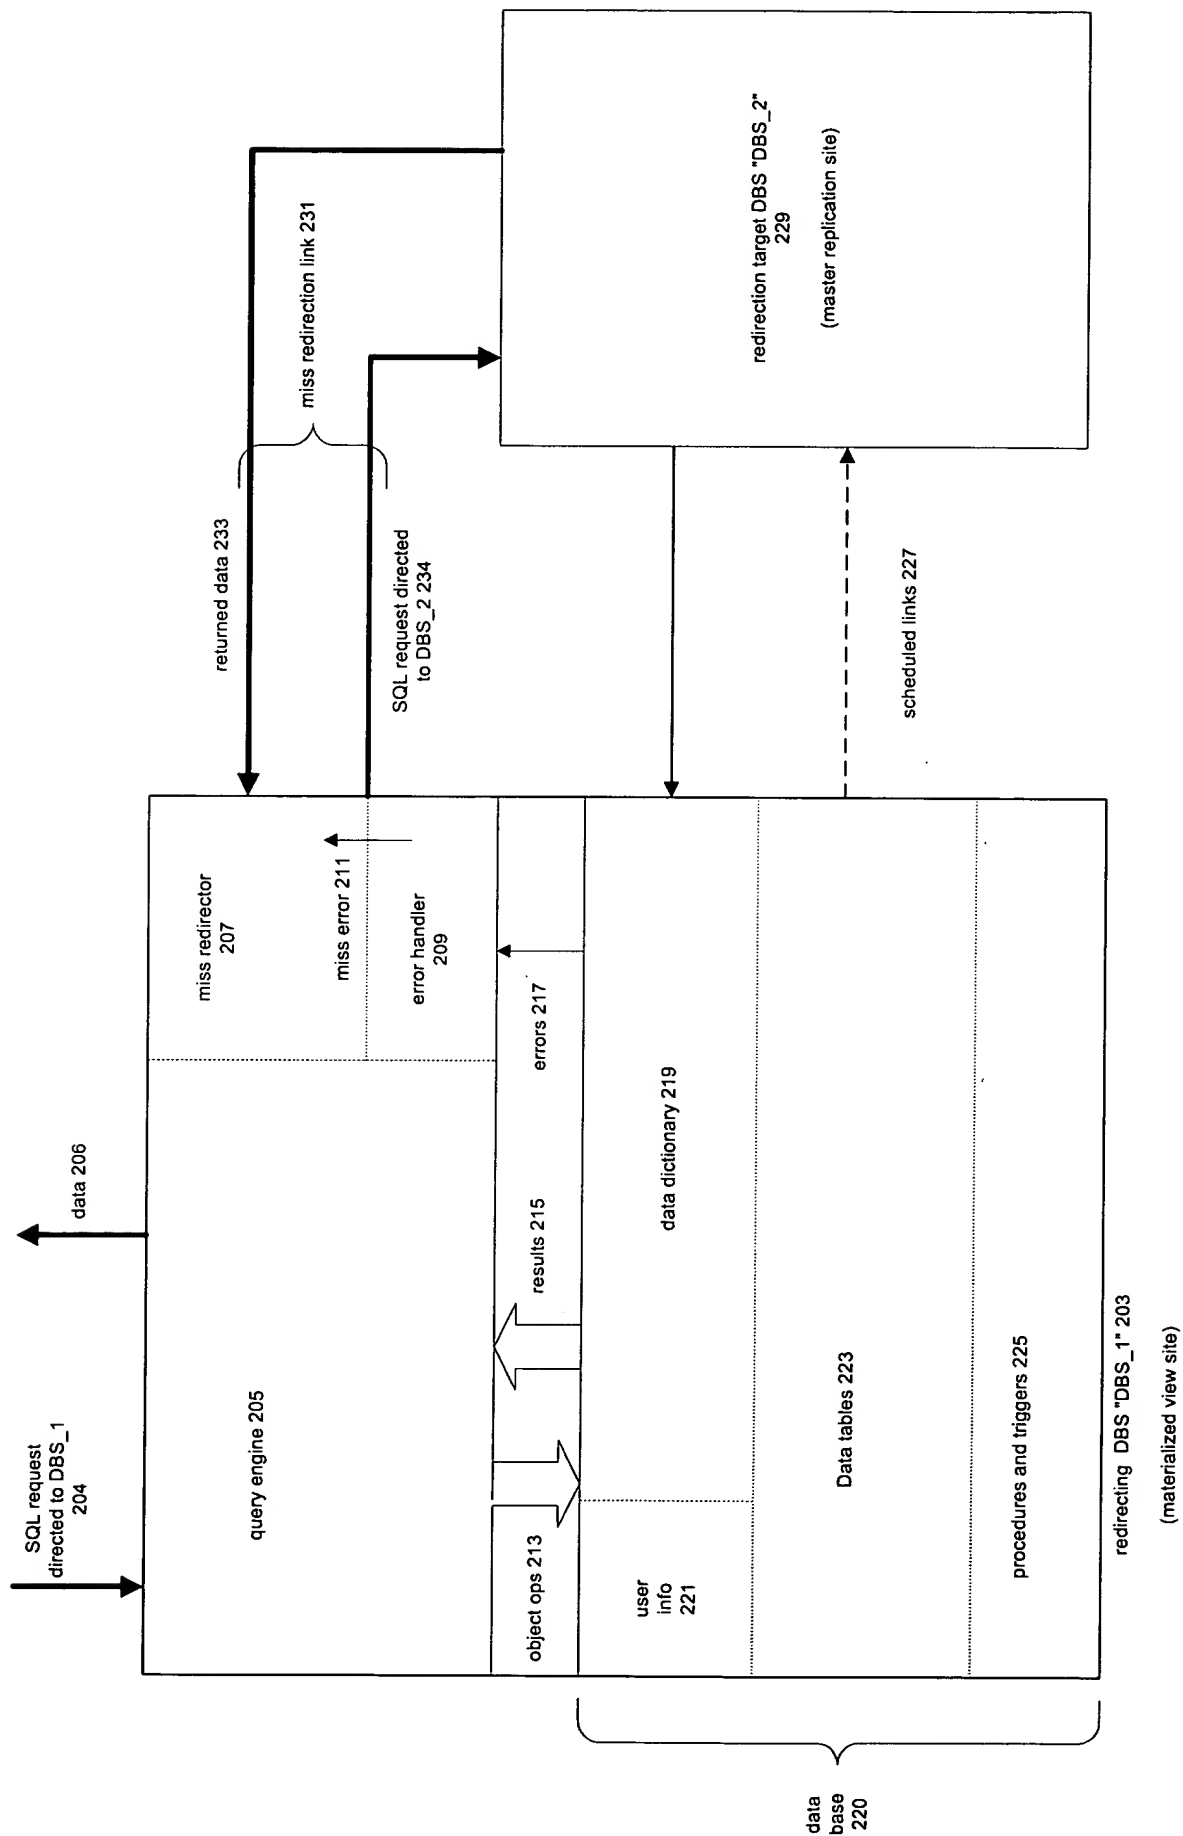 SQL request
directed to DBS_1
204
data 206
query engine 205
miss redirector
207
miss error 211
error handler
209
object ops 213
results 215
errors 217
user
info
221
data dictionary 219
Data tables 223
procedures and triggers 225
data
base
220
redirecting DBS "DBS_1" 203
(materialized view site)
returned data 233
miss redirection link 231
SQL request directed
to DBS_2 234
scheduled links 227
redirection target DBS "DBS_2"
229
(master replication site)